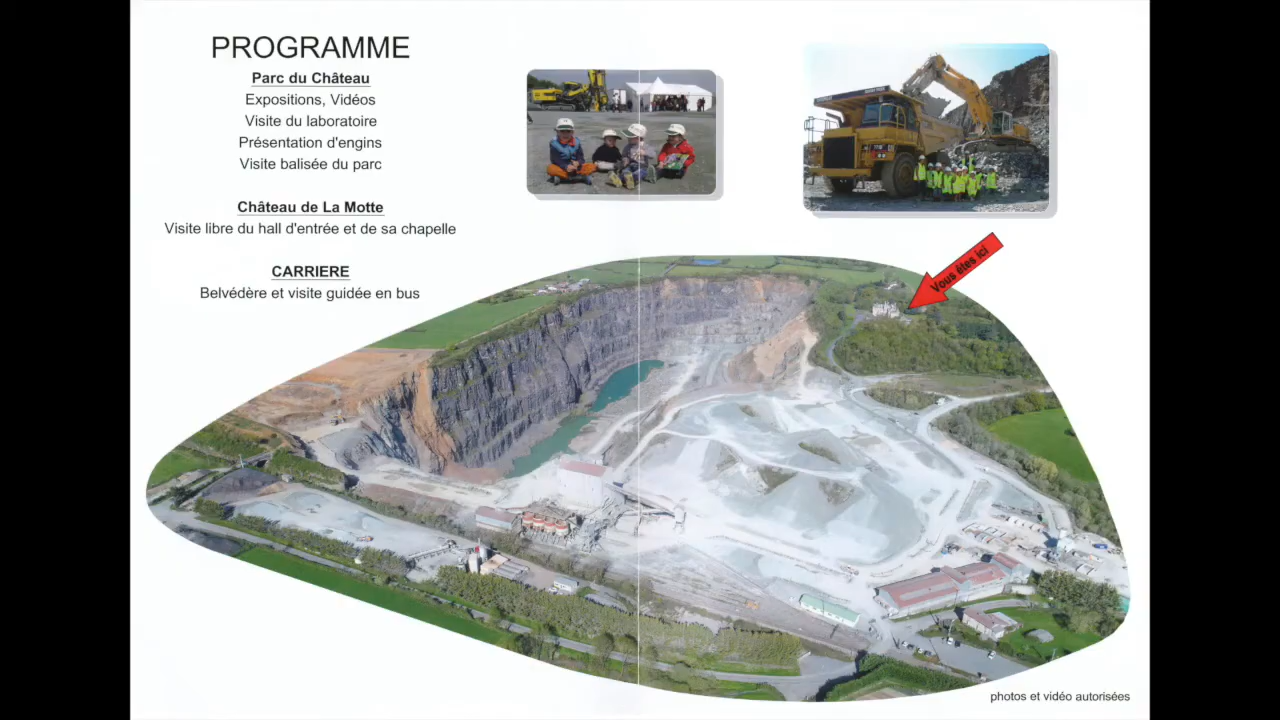 PROGRAMME
Parc du Château
Expositions, Vidéos
Visite du laboratoire
Présentation d'engins
Visite balisée du parc
Château de La Motte
Visite libre du hall d'entrée et de sa chapelle
CARRIERE
Belvédère et visite guidée en bus
Vous êtes ici
photos et vidéo autorisées